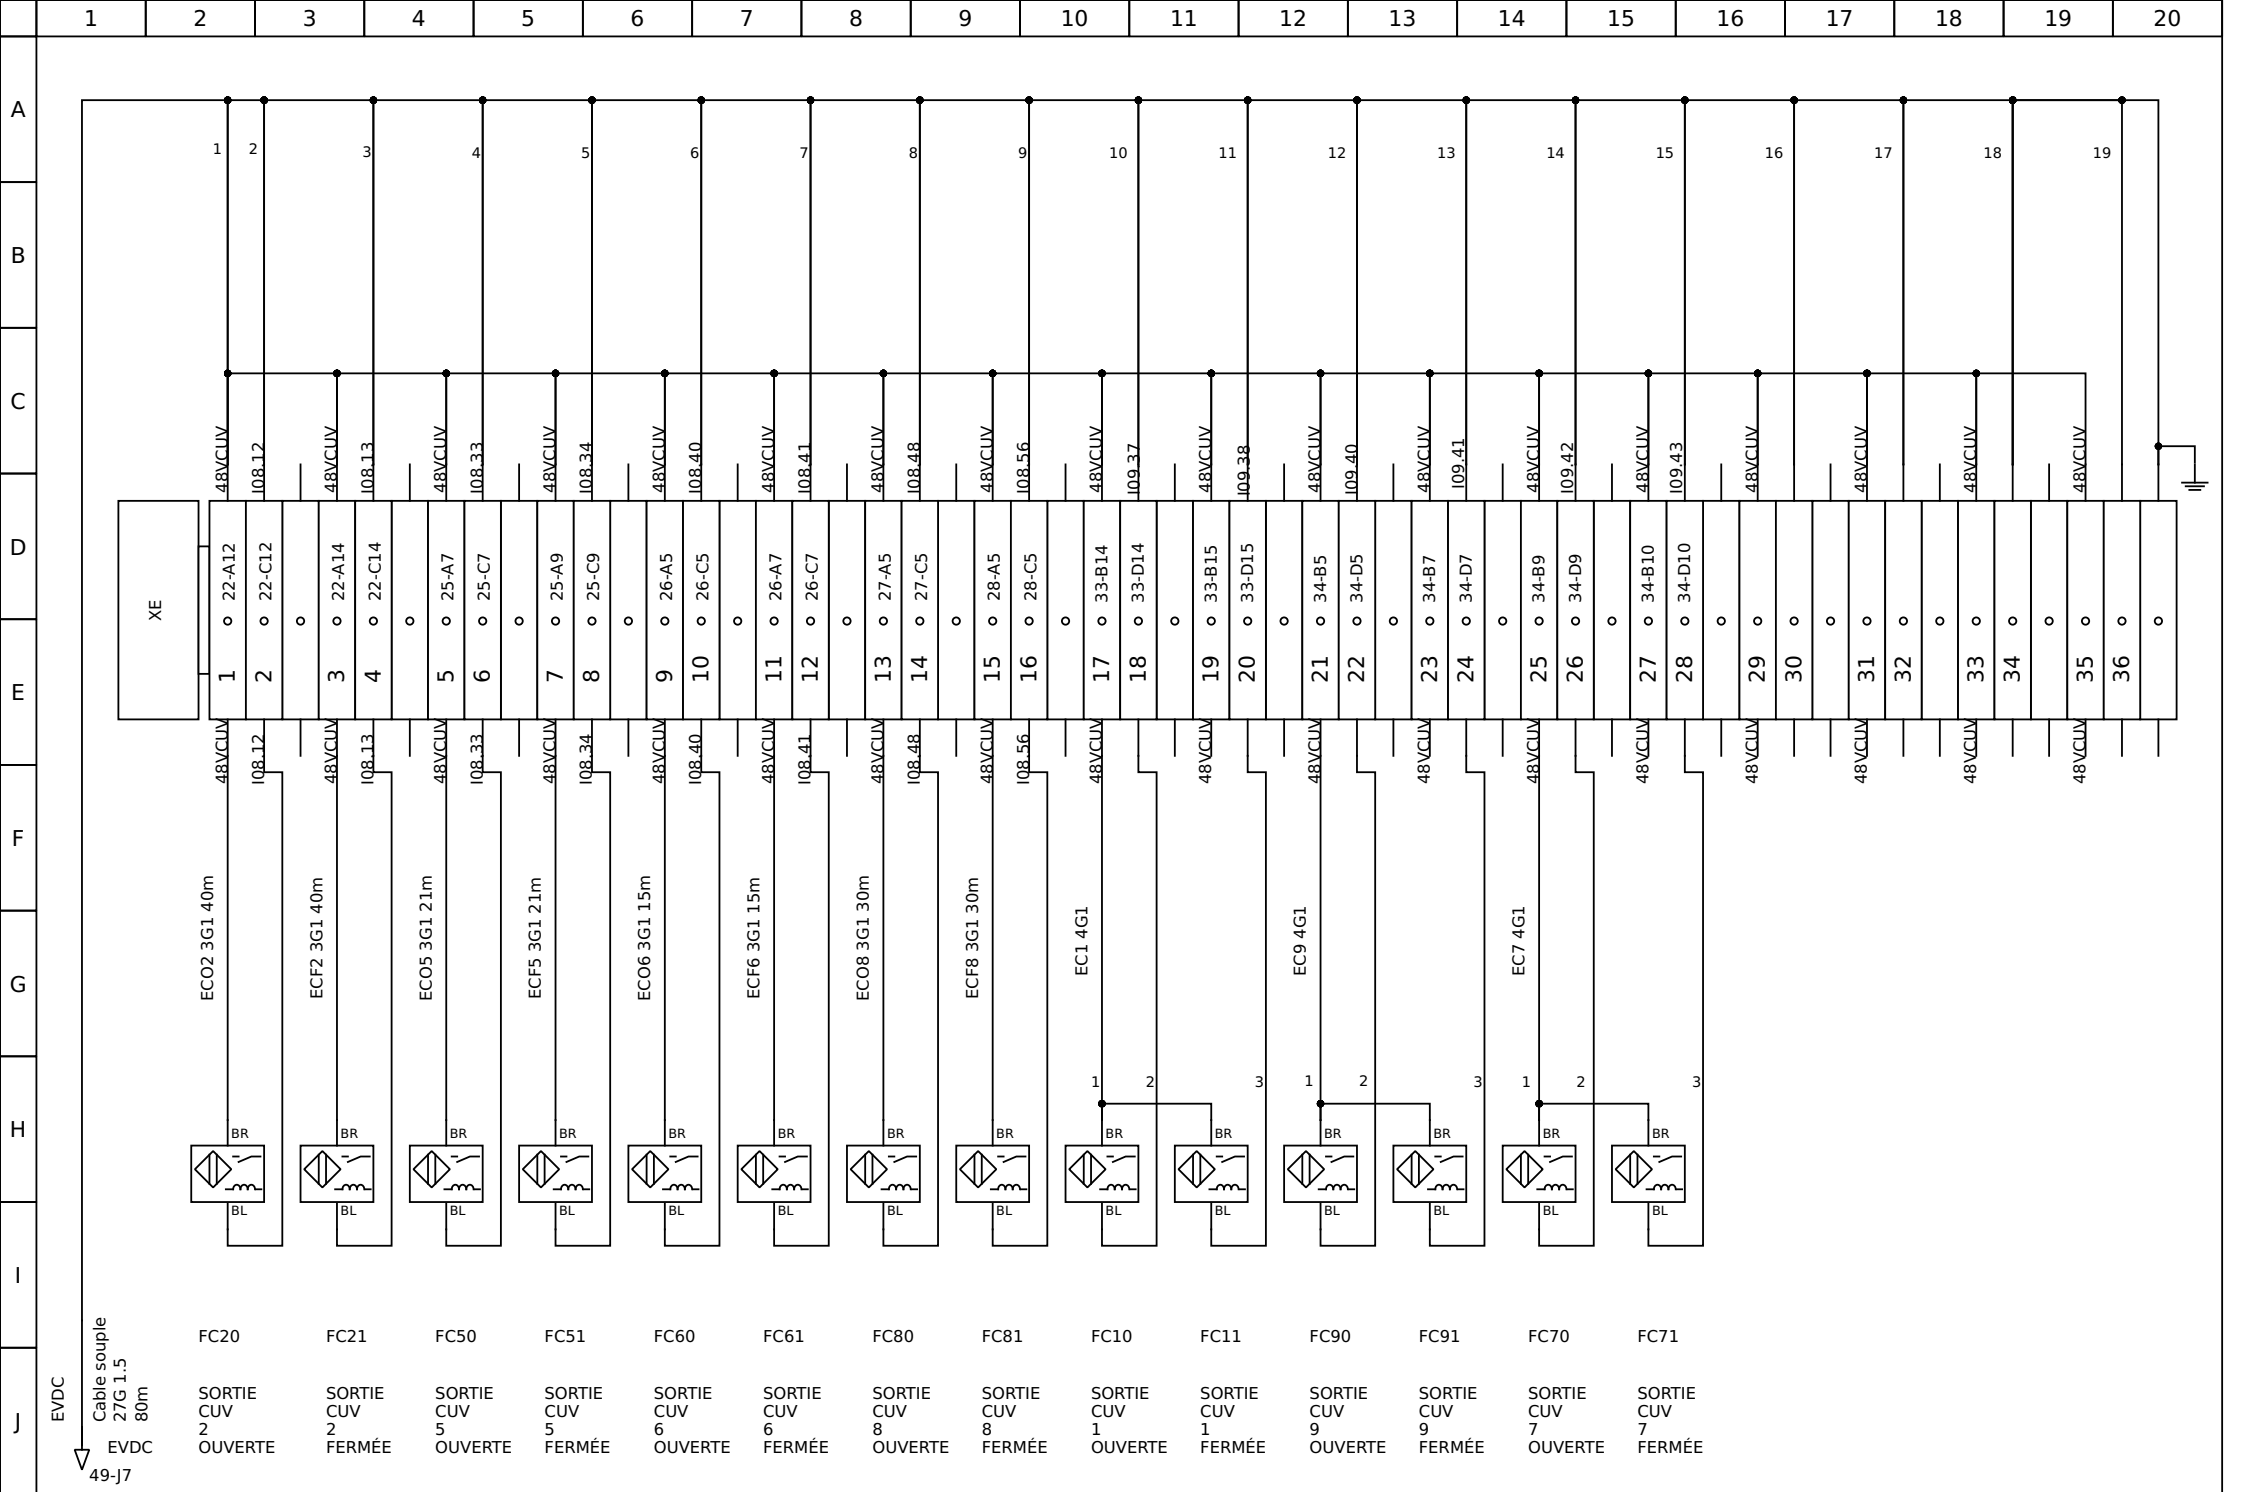 1 2 3 4 5 6 7 8 9 10 11 12 13 14 15 16 17 18 19 20
A
1 2 3 4 5 6 7 8 9 10 11 12 13 14 15 16 17 18 19
B
C
48VCUV I08.12 48VCUV I08.13 48VCUV I08.33 48VCUV I08.34 48VCUV I08.40 48VCUV I08.41 48VCUV I08.48 48VCUV I08.56 48VCUV I09.37 48VCUV I09.38 48VCUV I09.40 48VCUV I09.41 48VCUV I09.42 48VCUV I09.43 48VCUV 48VCUV 48VCUV 48VCUV
D
22-A12 22-C12 22-A14 22-C14 25-A7 25-C7 25-A9 25-C9 26-A5 26-C5 26-A7 26-C7 27-A5 27-C5 28-A5 28-C5 33-B14 33-D14 33-B15 33-D15 34-B5 34-D5 34-B7 34-D7 34-B9 34-D9 34-B10 34-D10
XE
E
1 2 3 4 5 6 7 8 9 10 11 12 13 14 15 16 17 18 19 20 21 22 23 24 25 26 27 28 29 30 31 32 33 34 35 36
48VCUV I08.12 48VCUV I08.13 48VCUV I08.33 48VCUV I08.34 48VCUV I08.40 48VCUV I08.41 48VCUV I08.48 48VCUV I08.56 48VCUV 48VCUV 48VCUV 48VCUV 48VCUV 48VCUV 48VCUV 48VCUV 48VCUV 48VCUV
F
ECO2 3G1 40m
ECF2 3G1 40m
ECO5 3G1 21m
ECF5 3G1 21m
ECO6 3G1 15m
ECF6 3G1 15m
ECO8 3G1 30m
ECF8 3G1 30m
EC1 4G1
EC9 4G1
EC7 4G1
G
1 2 3 1 2 3 1 2 3
H
BR BR BR BR BR BR BR BR BR BR BR BR BR BR
BL BL BL BL BL BL BL BL BL BL BL BL BL BL
I
FC20 FC21 FC50 FC51 FC60 FC61 FC80 FC81 FC10 FC11 FC90 FC91 FC70 FC71
J
EVDC
Cable souple
27G 1.5
80m
SORTIE SORTIE SORTIE SORTIE SORTIE SORTIE SORTIE SORTIE SORTIE SORTIE SORTIE SORTIE SORTIE SORTIE
CUV CUV CUV CUV CUV CUV CUV CUV CUV CUV CUV CUV CUV CUV
2 2 5 5 6 6 8 8 1 1 9 9 7 7
EVDC OUVERTE FERMÉE OUVERTE FERMÉE OUVERTE FERMÉE OUVERTE FERMÉE OUVERTE FERMÉE OUVERTE FERMÉE OUVERTE FERMÉE
49-J7